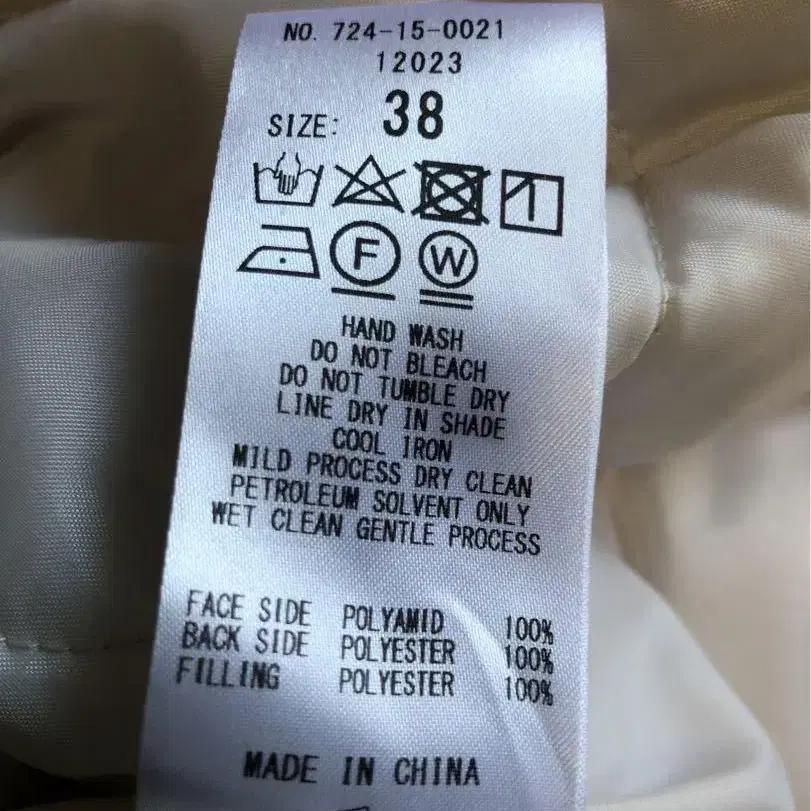 NO. 724-15-0021
12023
SIZE: 38
F W
HAND WASH
DO NOT BLEACH
DO NOT TUMBLE DRY
LINE DRY IN SHADE
COOL IRON
MILD PROCESS DRY CLEAN
PETROLEUM SOLVENT ONLY
WET CLEAN GENTLE PROCESS
FACE SIDE POLYAMID 100%
BACK SIDE POLYESTER 100%
FILLING POLYESTER 100%
MADE IN CHINA